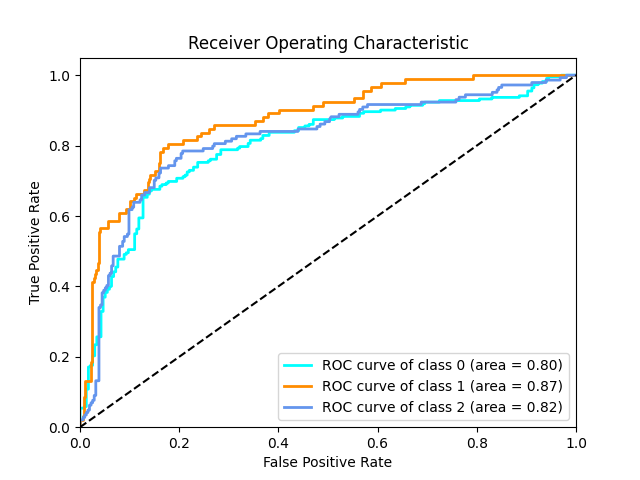 Receiver Operating Characteristic
True Positive Rate
1.0
0.8
0.6
0.4
0.2
0.0
ROC curve of class 0 (area = 0.80)
ROC curve of class 1 (area = 0.87)
ROC curve of class 2 (area = 0.82)
0.0 0.2 0.4 0.6 0.8 1.0
False Positive Rate